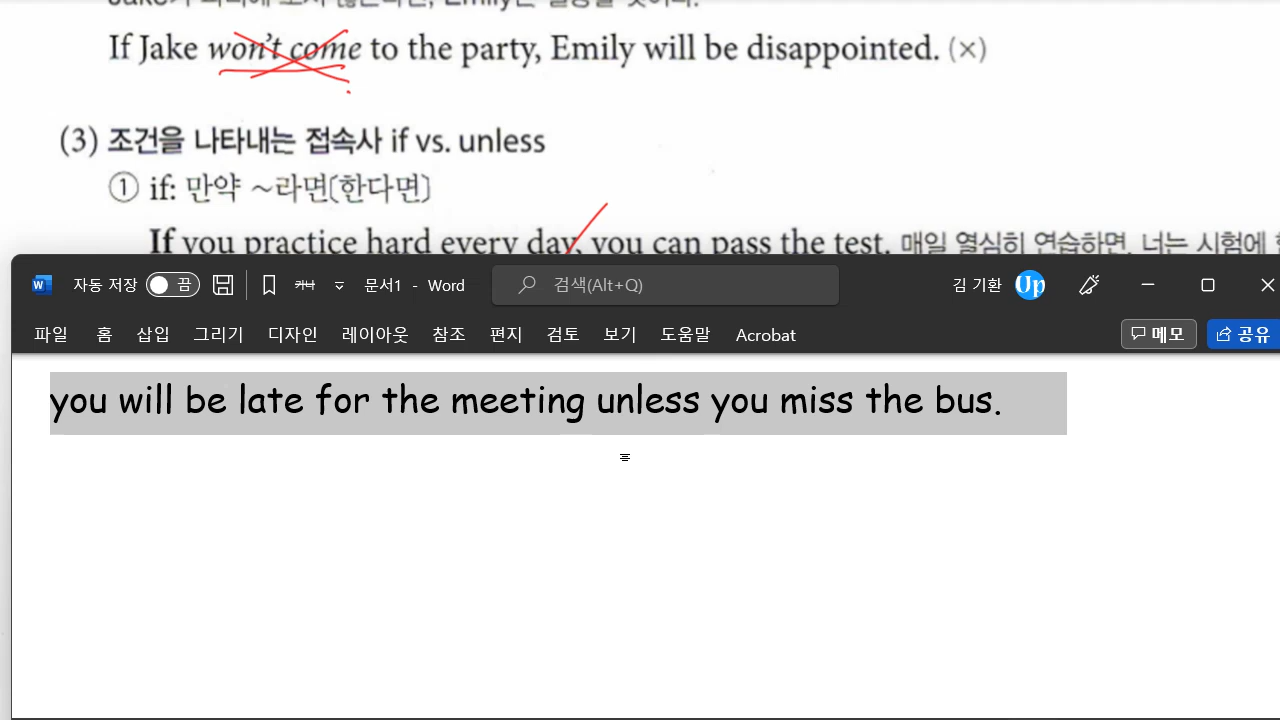 If Jake won't come to the party, Emily will be disappointed. (×)
(3) 조건을 나타내는 접속사 if vs. unless
① if: 만약 ~라면[한다면]
If you practice hard every day, you can pass the test. 매일 열심히 연습하면, 너는 시험에
자동 저장 끔 가나 문서1 - Word 검색(Alt+Q) 김 기환 Up
파일 홈 삽입 그리기 디자인 레이아웃 참조 편지 검토 보기 도움말 Acrobat 메모 공유
you will be late for the meeting unless you miss the bus.